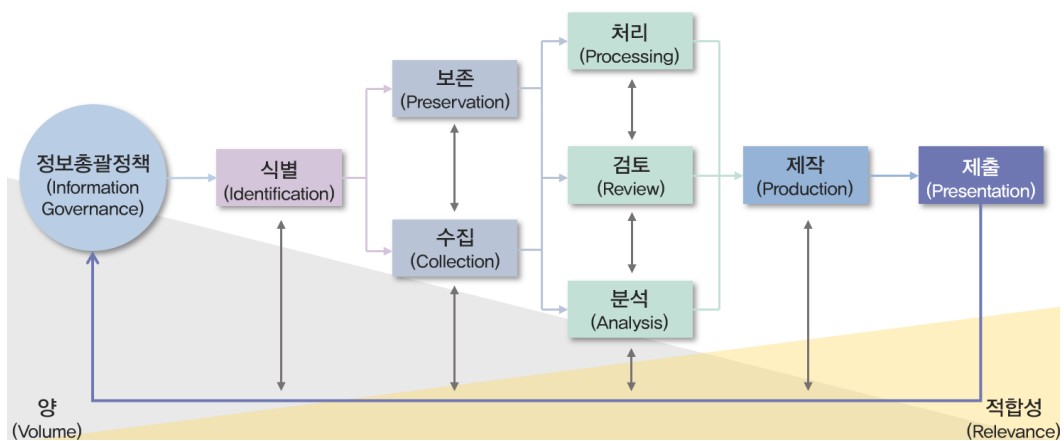 정보총괄정책
(Information
Governance)
식별
(Identification)
보존
(Preservation)
수집
(Collection)
처리
(Processing)
검토
(Review)
분석
(Analysis)
제작
(Production)
제출
(Presentation)
양
(Volume)
적합성
(Relevance)